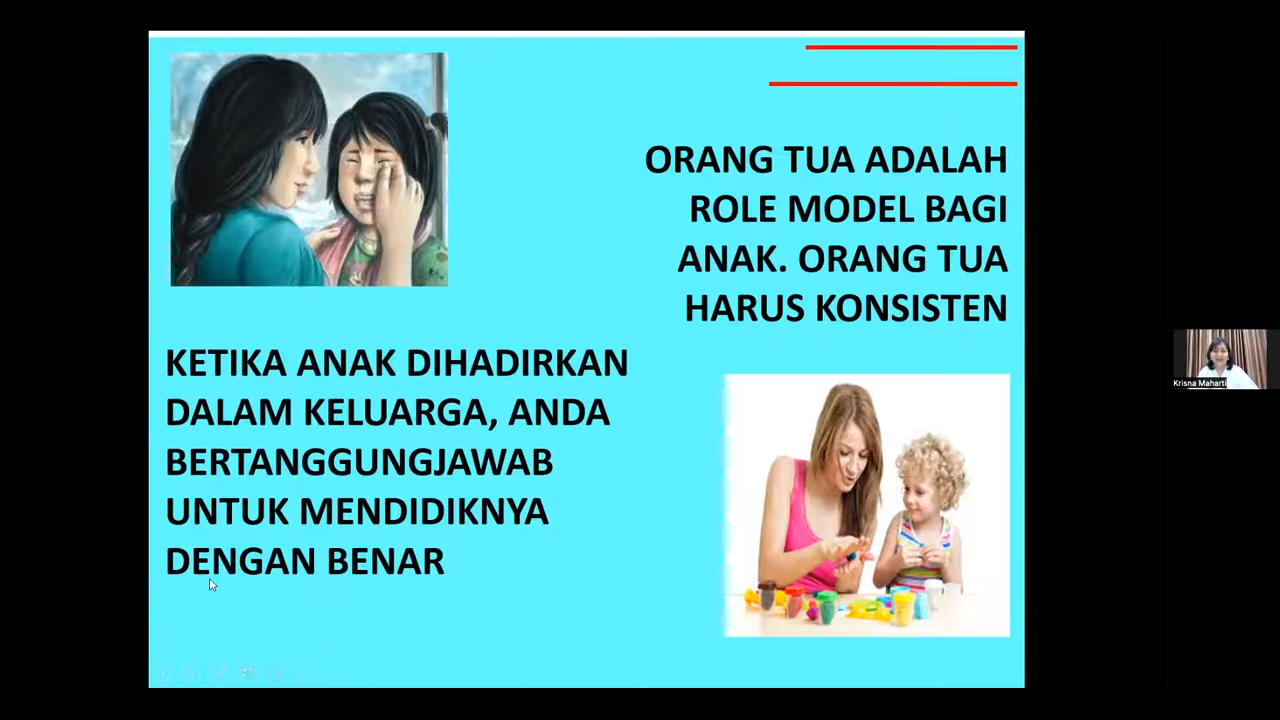 ORANG TUA ADALAH
ROLE MODEL BAGI
ANAK. ORANG TUA
HARUS KONSISTEN
KETIKA ANAK DIHADIRKAN
DALAM KELUARGA, ANDA
BERTANGGUNGJAWAB
UNTUK MENDIDIKNYA
DENGAN BENAR
Krisna Maharti